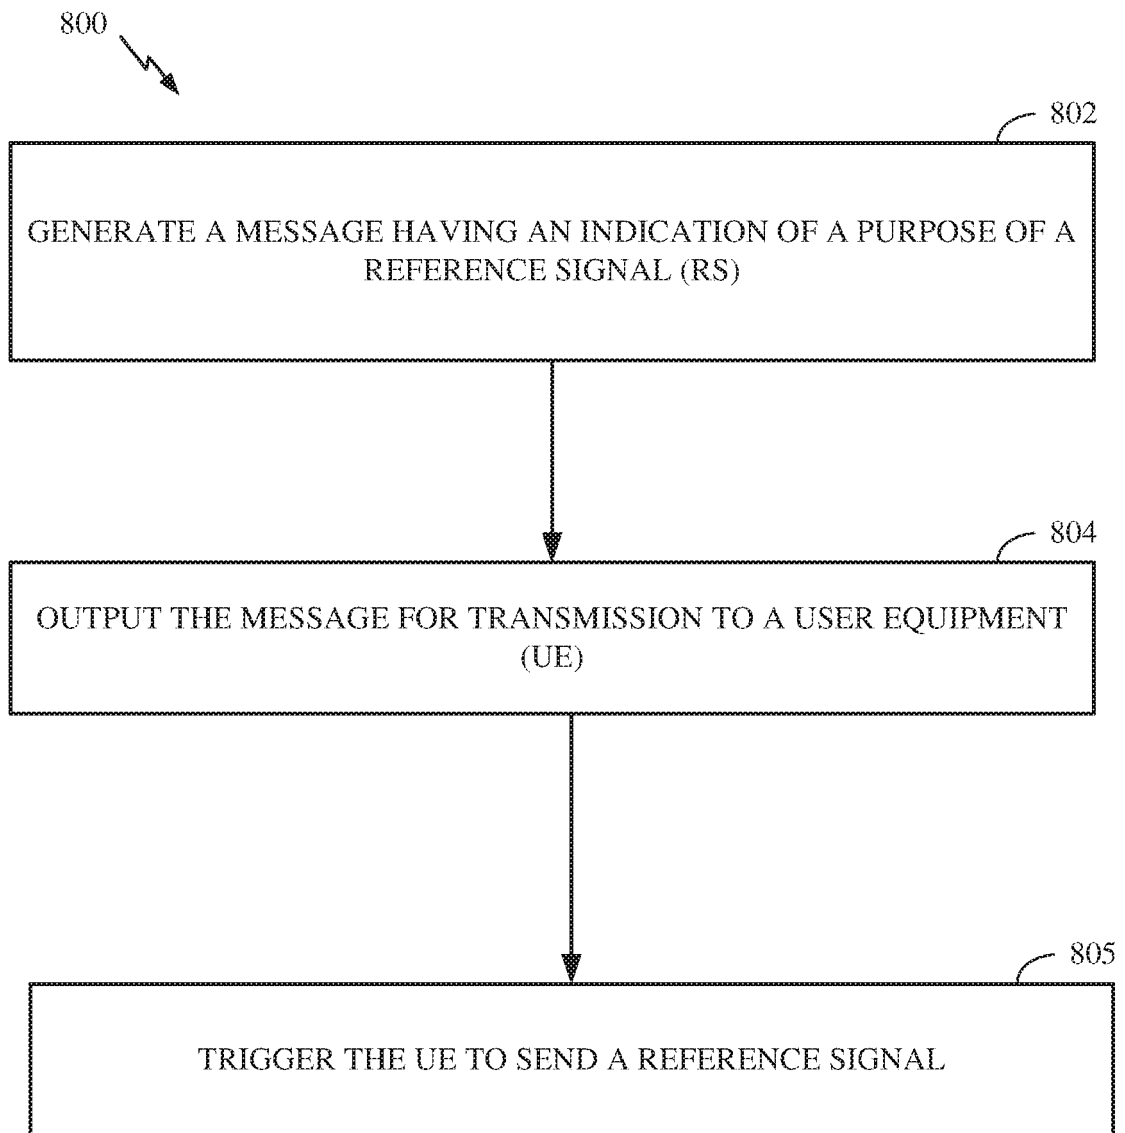 800
802
GENERATE A MESSAGE HAVING AN INDICATION OF A PURPOSE OF A
REFERENCE SIGNAL (RS)
804
OUTPUT THE MESSAGE FOR TRANSMISSION TO A USER EQUIPMENT
(UE)
805
TRIGGER THE UE TO SEND A REFERENCE SIGNAL